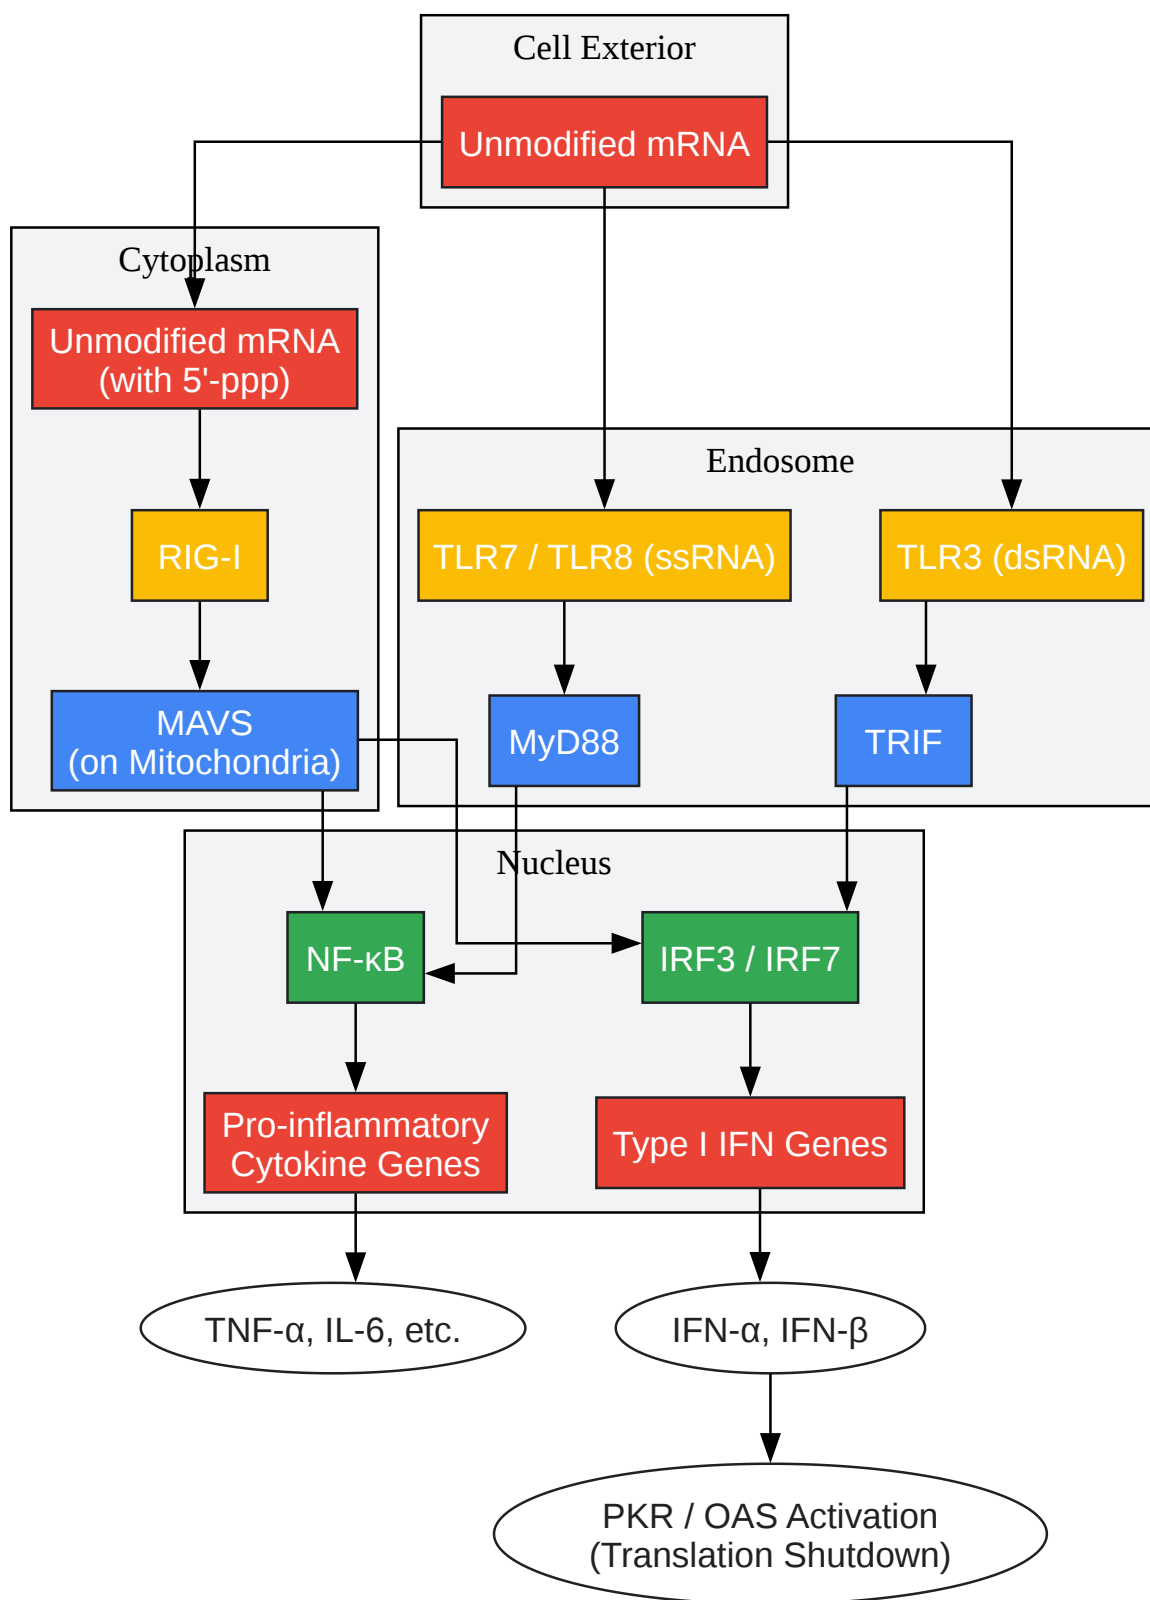 Cell Exterior
Unmodified mRNA
Cytoplasm
Unmodified mRNA
(with 5'-ppp)
Endosome
RIG-I
TLR7 / TLR8 (ssRNA)
TLR3 (dsRNA)
MAVS
(on Mitochondria)
MyD88
TRIF
Nucleus
NF-κB
IRF3 / IRF7
Pro-inflammatory
Cytokine Genes
Type I IFN Genes
TNF-α, IL-6, etc.
IFN-α, IFN-β
PKR / OAS Activation
(Translation Shutdown)